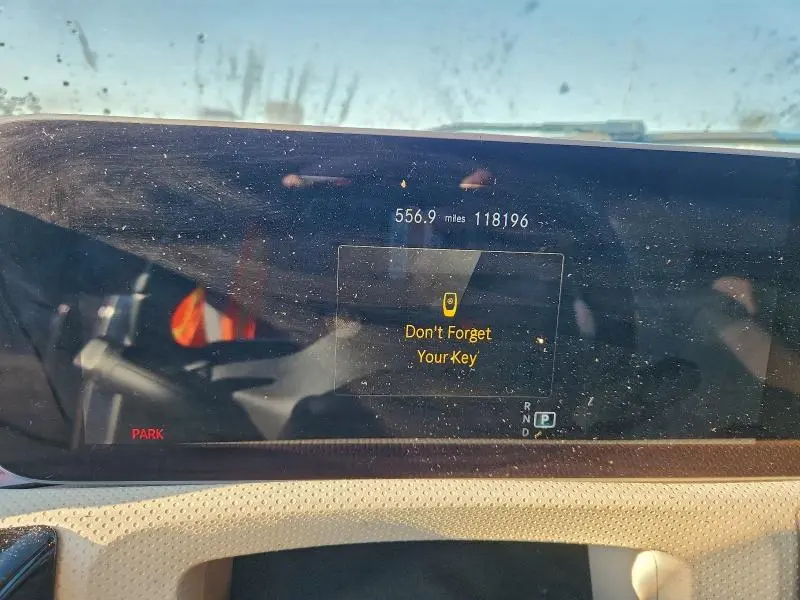 556.9 miles 118196
Don't Forget
Your Key
R
N P
D
PARK